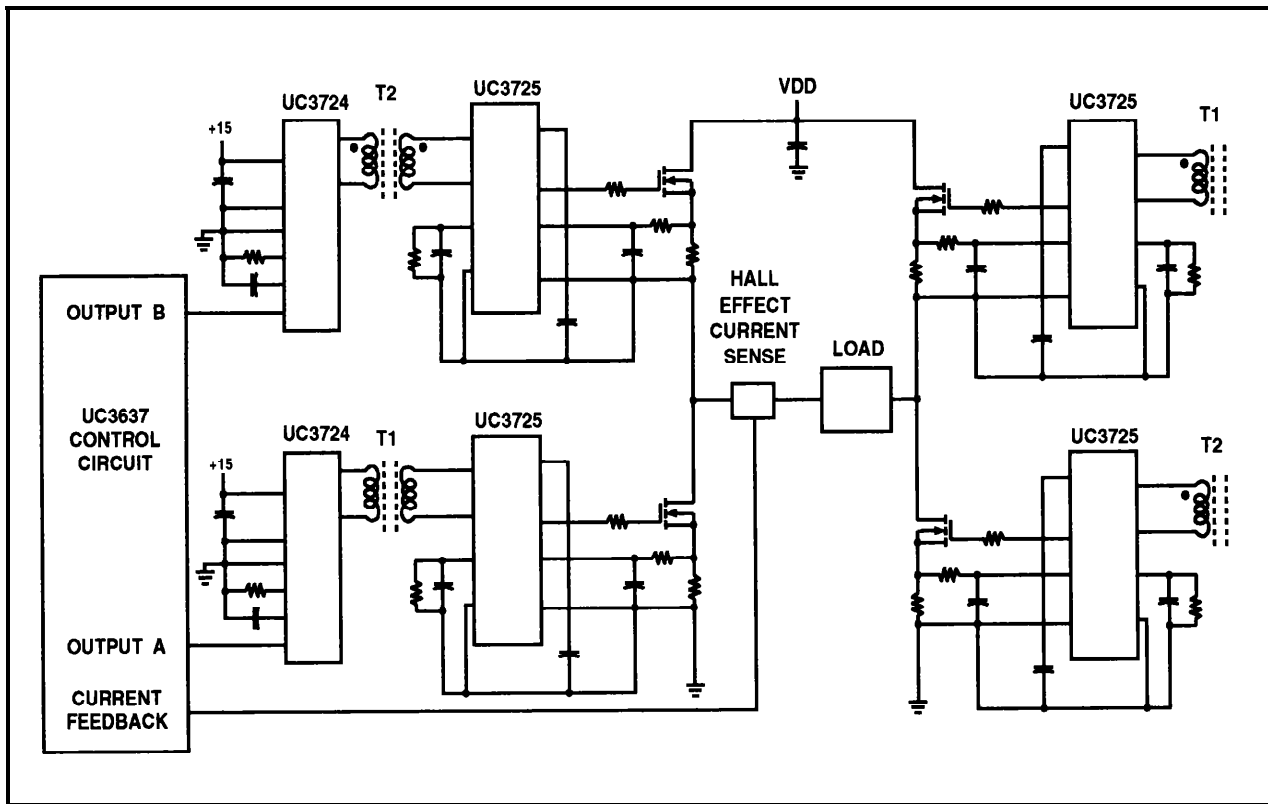 VDD
UC3724
T2
UC3725
UC3725
T1
+15
HALL
EFFECT
CURRENT
SENSE
LOAD
OUTPUT B
UC3637
CONTROL
CIRCUIT
UC3724
T1
UC3725
UC3725
T2
+15
OUTPUT A
CURRENT
FEEDBACK